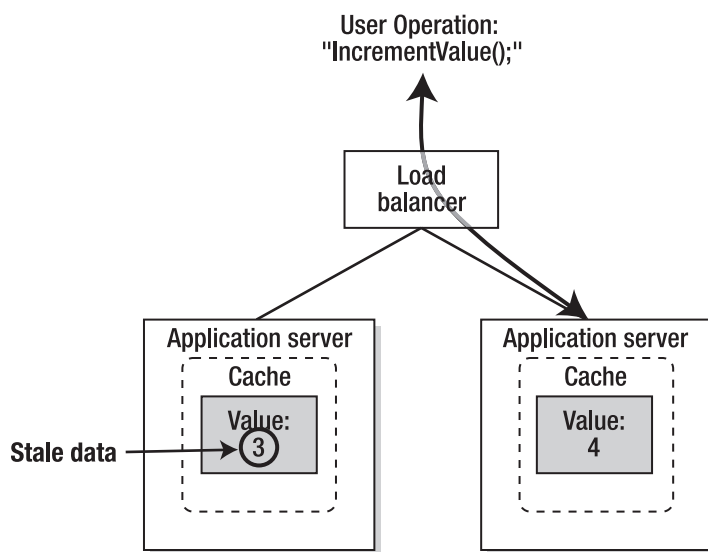 User Operation:
"IncrementValue();"
Load
balancer
Application server
Cache
Value:
3
Stale data
Application server
Cache
Value:
4